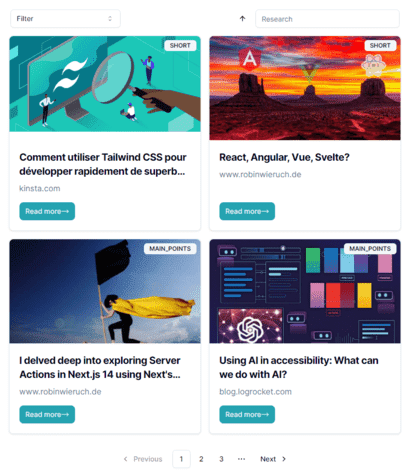 Filter
Research
SHORT
Comment utiliser Tailwind CSS pour
développer rapidement de superb...
kinsta.com
Read more→
SHORT
A
React, Angular, Vue, Svelte?
www.robinwieruch.de
Read more→
MAIN_POINTS
I delved deep into exploring Server
Actions in Next.js 14 using Next's...
www.robinwieruch.de
Read more→
MAIN_POINTS
Using AI in accessibility: What can
we do with AI?
blog.logrocket.com
Read more→
Previous 1 2 3 ··· Next